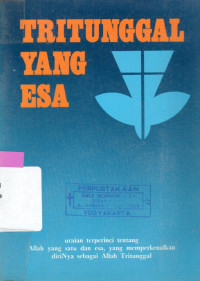 TRITUNGGAL
YANG
ESA
PERPUSTAKAAN
YOGYAKARTA
uraian terperinci tentang
Allah yang satu dan esa, yang memperkenalkan
diriNya sebagai Allah Tritunggal